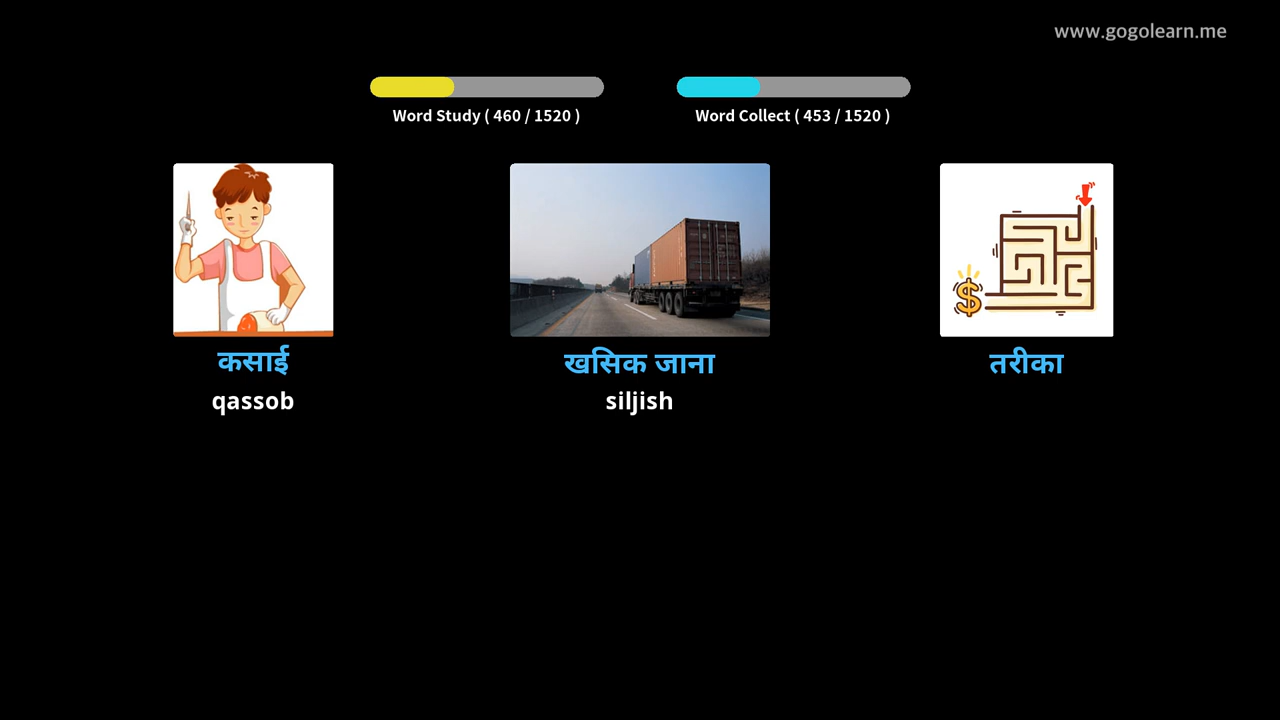 www.gogolearn.me
Word Study ( 460 / 1520 )
Word Collect ( 453 / 1520 )
कसाई
खसिक जाना
तरीका
qassob
siljish
$